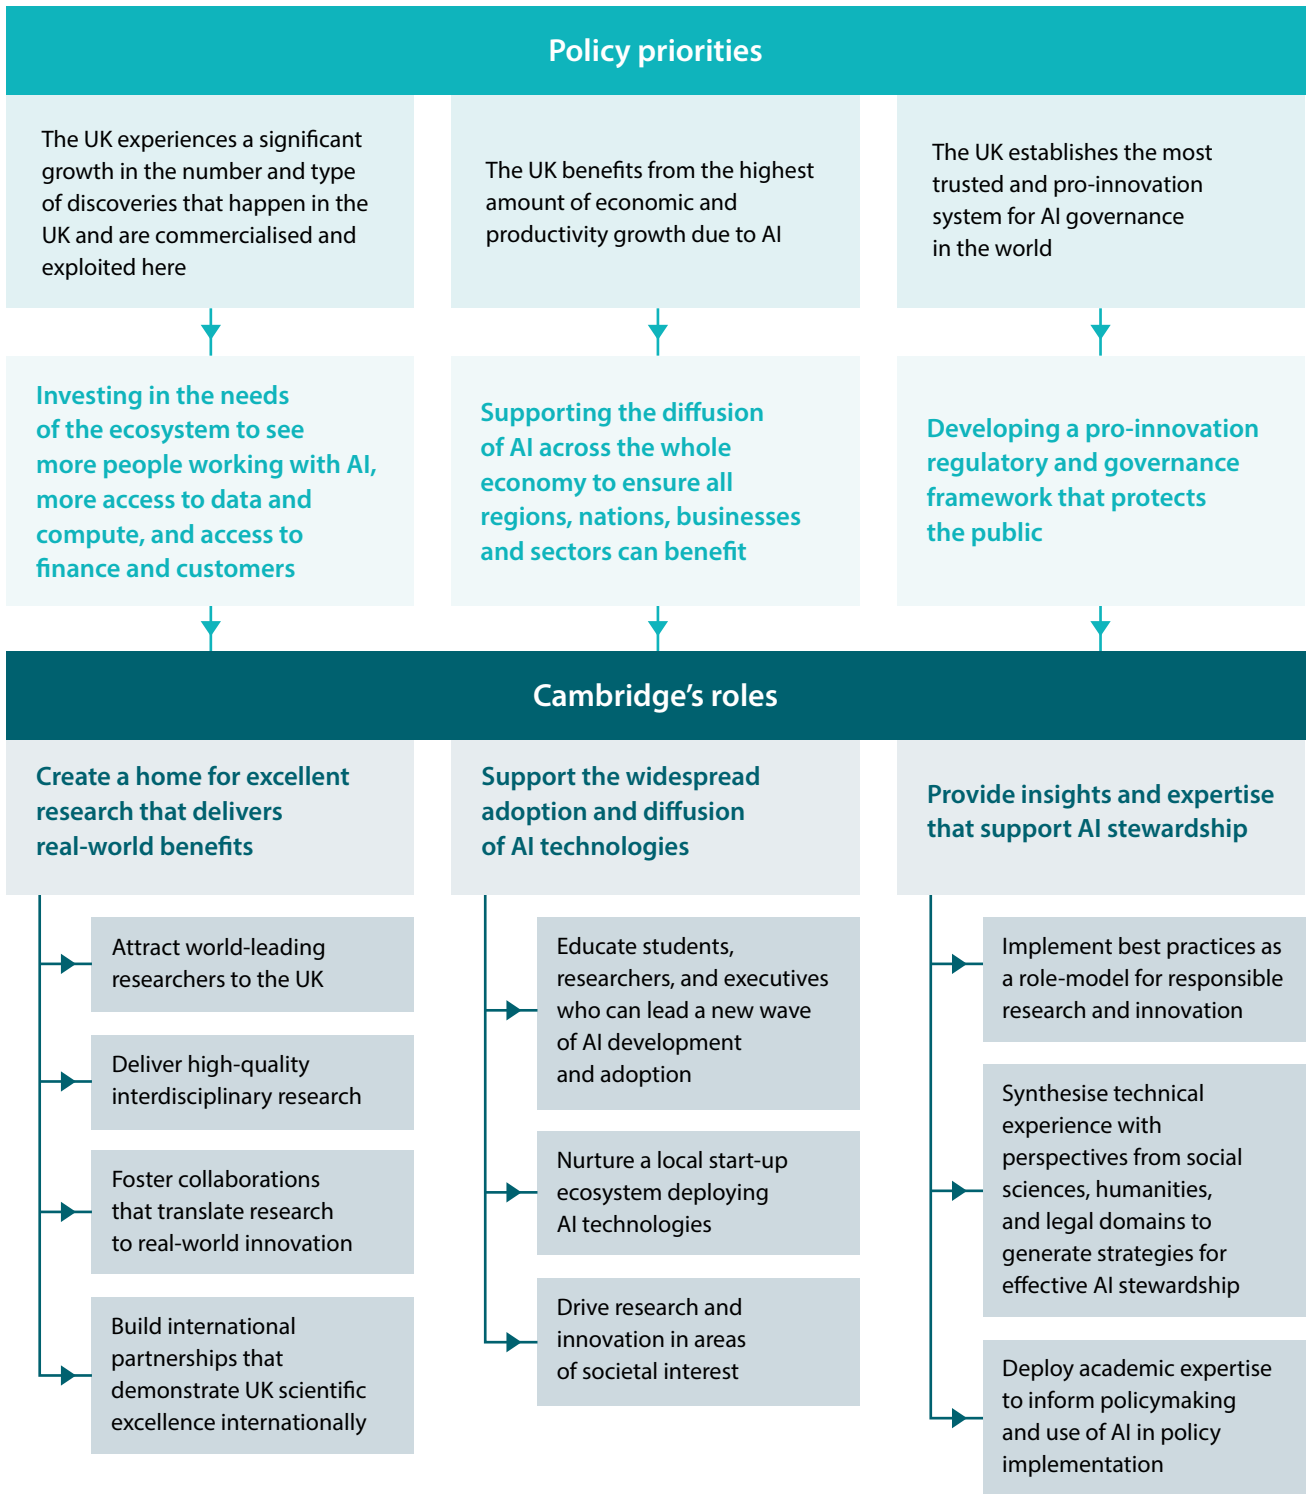 Policy priorities
The UK experiences a significant
growth in the number and type
of discoveries that happen in the
UK and are commercialised and
exploited here
The UK benefits from the highest
amount of economic and
productivity growth due to AI
The UK establishes the most
trusted and pro-innovation
system for AI governance
in the world
Investing in the needs
of the ecosystem to see
more people working with AI,
more access to data and
compute, and access to
finance and customers
Supporting the diffusion
of AI across the whole
economy to ensure all
regions, nations, businesses
and sectors can benefit
Developing a pro-innovation
regulatory and governance
framework that protects
the public
Cambridge’s roles
Create a home for excellent
research that delivers
real-world benefits
Attract world-leading
researchers to the UK
Deliver high-quality
interdisciplinary research
Foster collaborations
that translate research
to real-world innovation
Build international
partnerships that
demonstrate UK scientific
excellence internationally
Support the widespread
adoption and diffusion
of AI technologies
Educate students,
researchers, and executives
who can lead a new wave
of AI development
and adoption
Nurture a local start-up
ecosystem deploying
AI technologies
Drive research and
innovation in areas
of societal interest
Provide insights and expertise
that support AI stewardship
Implement best practices as
a role-model for responsible
research and innovation
Synthesise technical
experience with
perspectives from social
sciences, humanities,
and legal domains to
generate strategies for
effective AI stewardship
Deploy academic expertise
to inform policymaking
and use of AI in policy
implementation